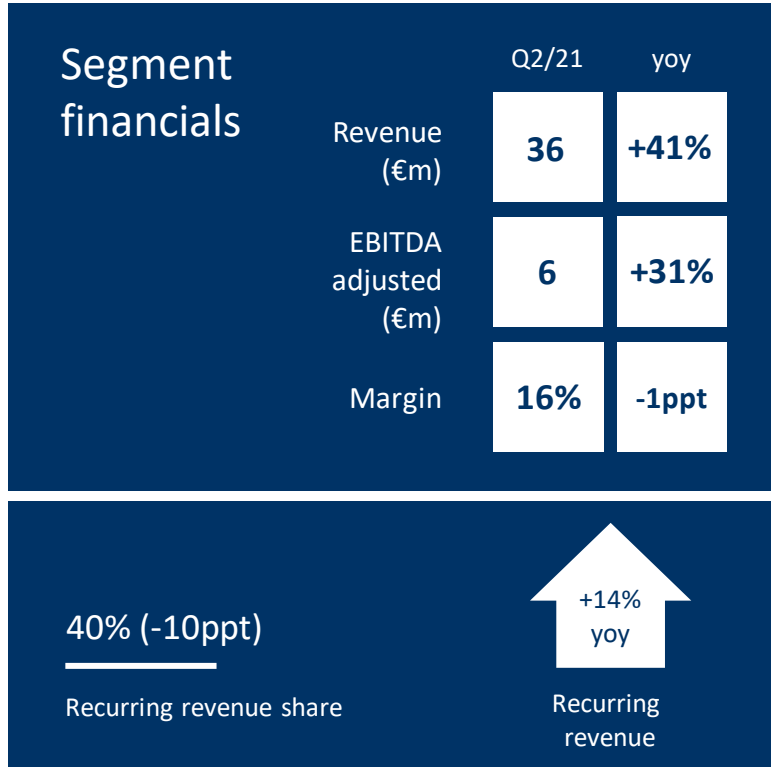 Segment
financials
Q2/21 yoy
Revenue
(€m)
36 +41%
EBITDA
adjusted
(€m)
6 +31%
Margin 16% -1ppt
40% (-10ppt)
Recurring revenue share
+14%
yoy
Recurring
revenue